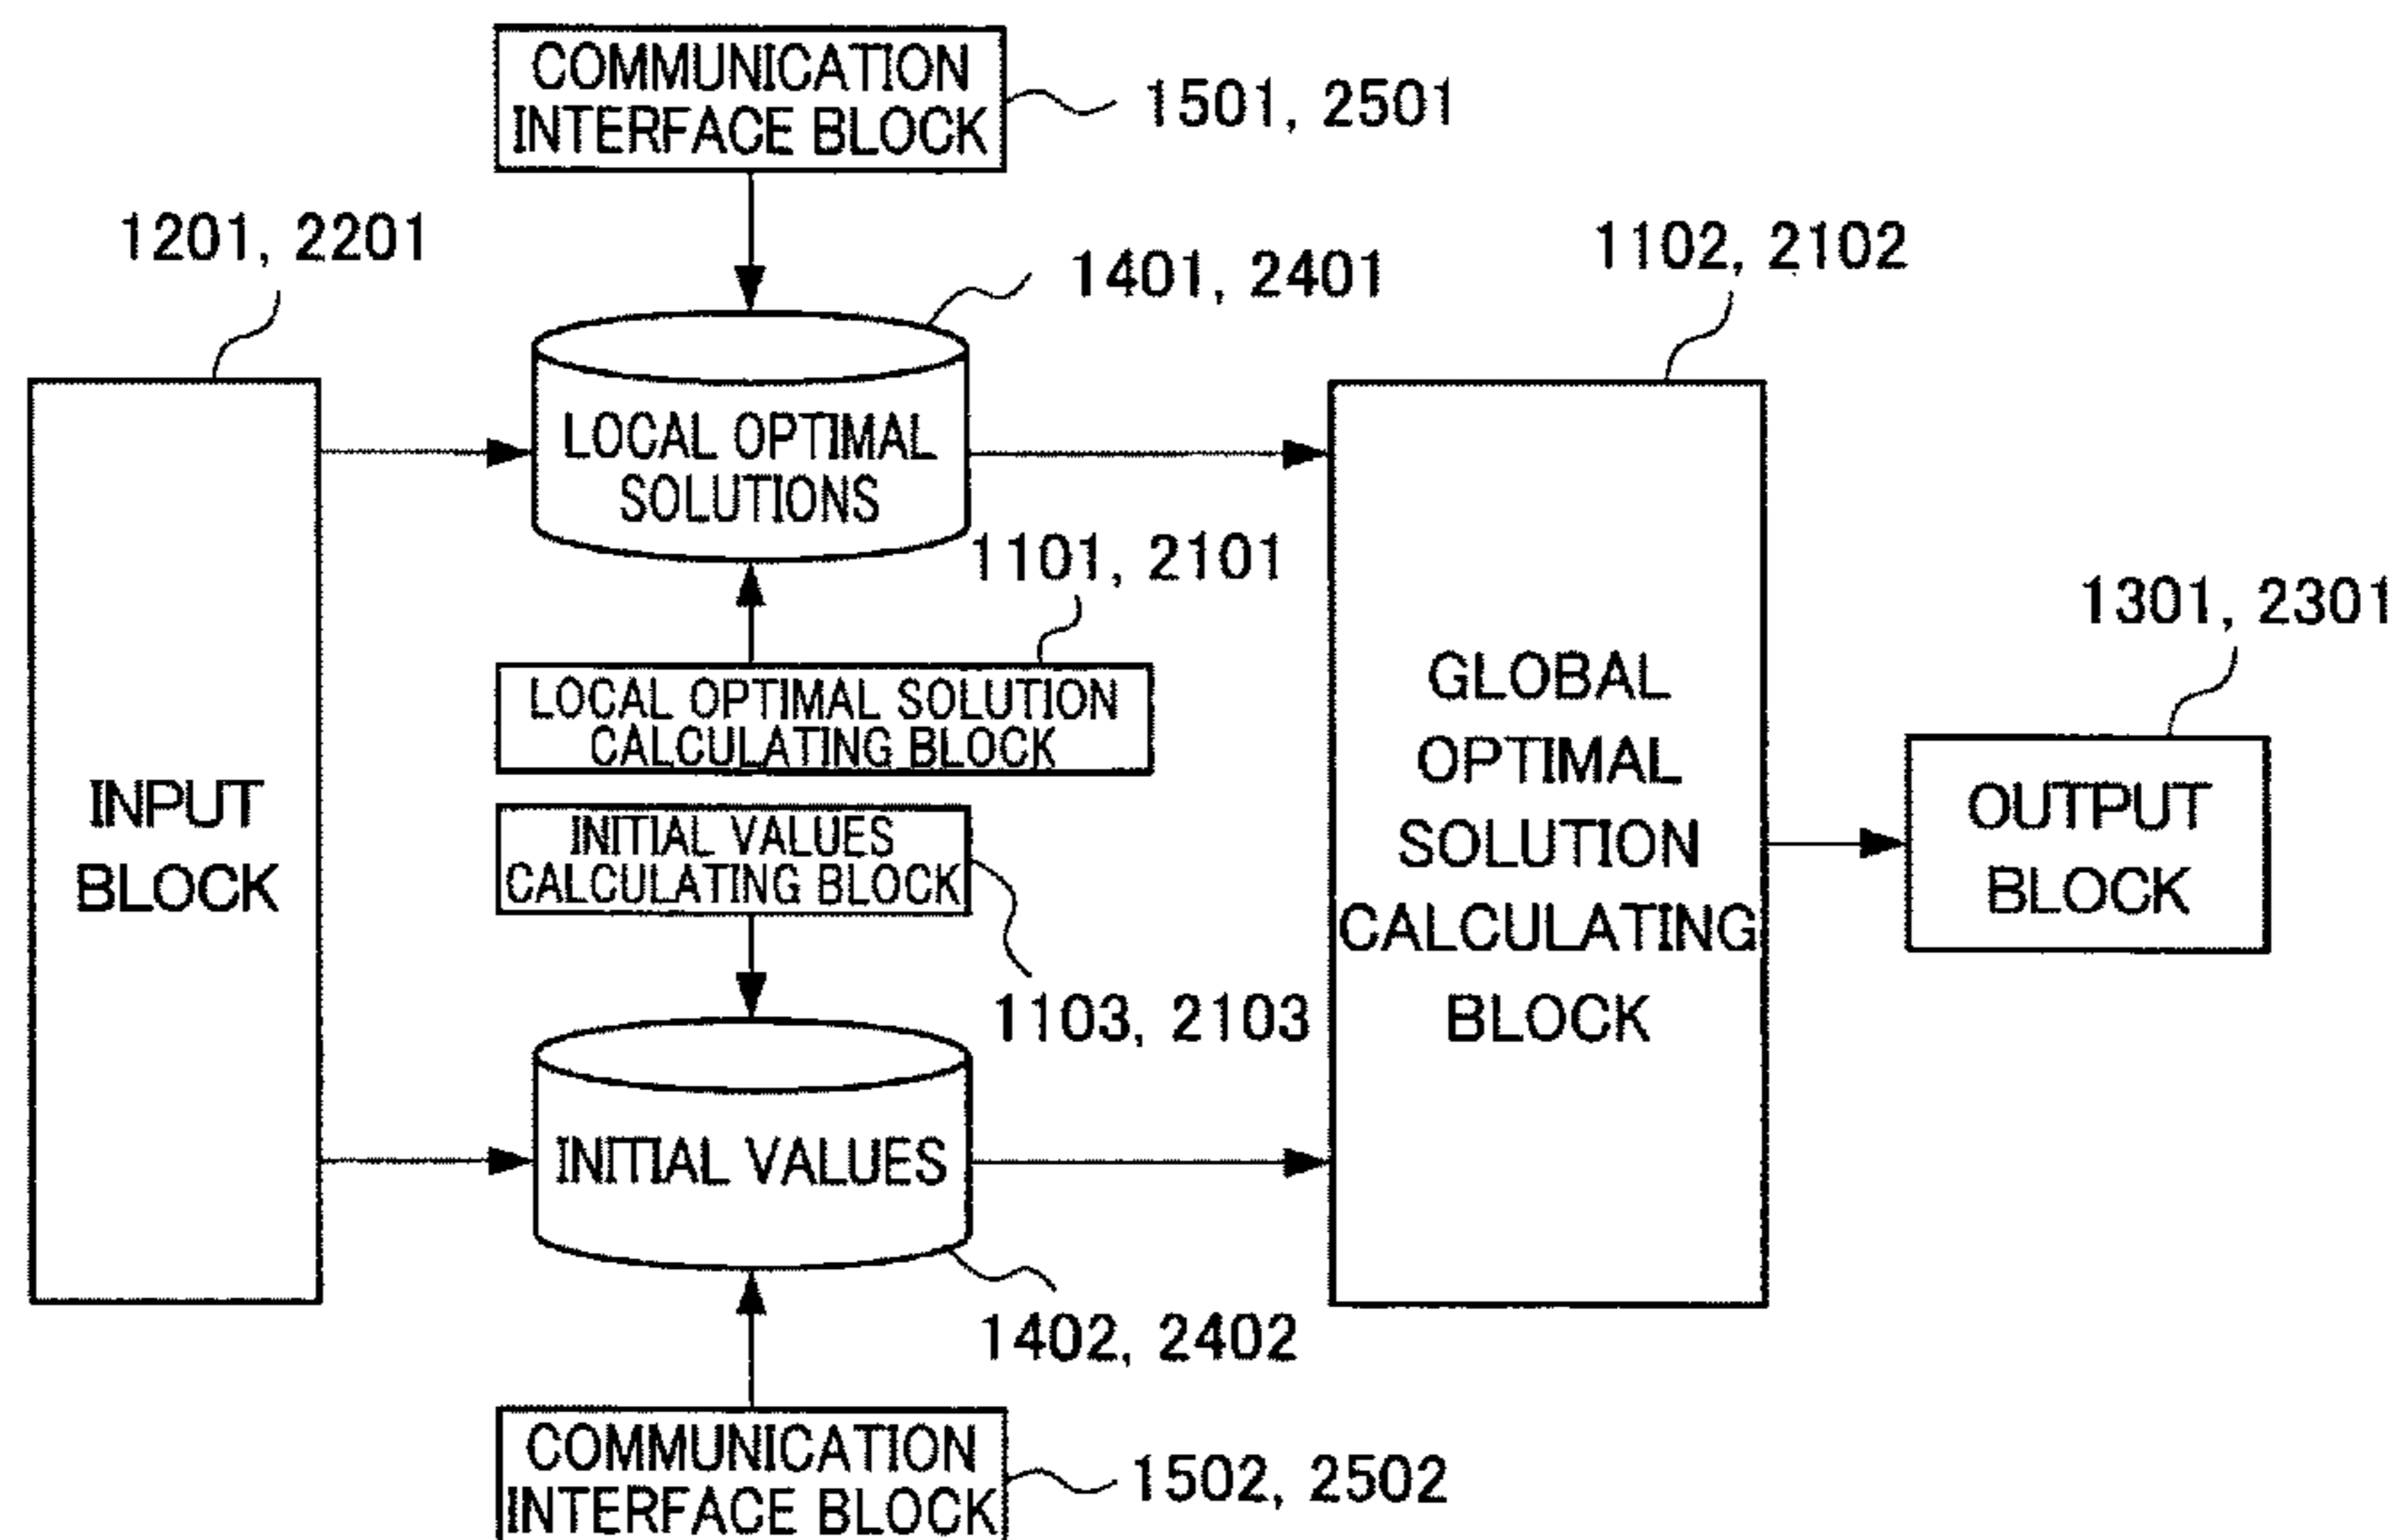 COMMUNICATION
INTERFACE BLOCK
1501, 2501
1201, 2201
1401, 2401
1102, 2102
LOCAL OPTIMAL
SOLUTIONS
1101, 2101
1301, 2301
LOCAL OPTIMAL SOLUTION
CALCULATING BLOCK
INPUT
BLOCK
INITIAL VALUES
CALCULATING BLOCK
GLOBAL
OPTIMAL
SOLUTION
CALCULATING
BLOCK
OUTPUT
BLOCK
1103, 2103
INITIAL VALUES
1402, 2402
COMMUNICATION
INTERFACE BLOCK
1502, 2502